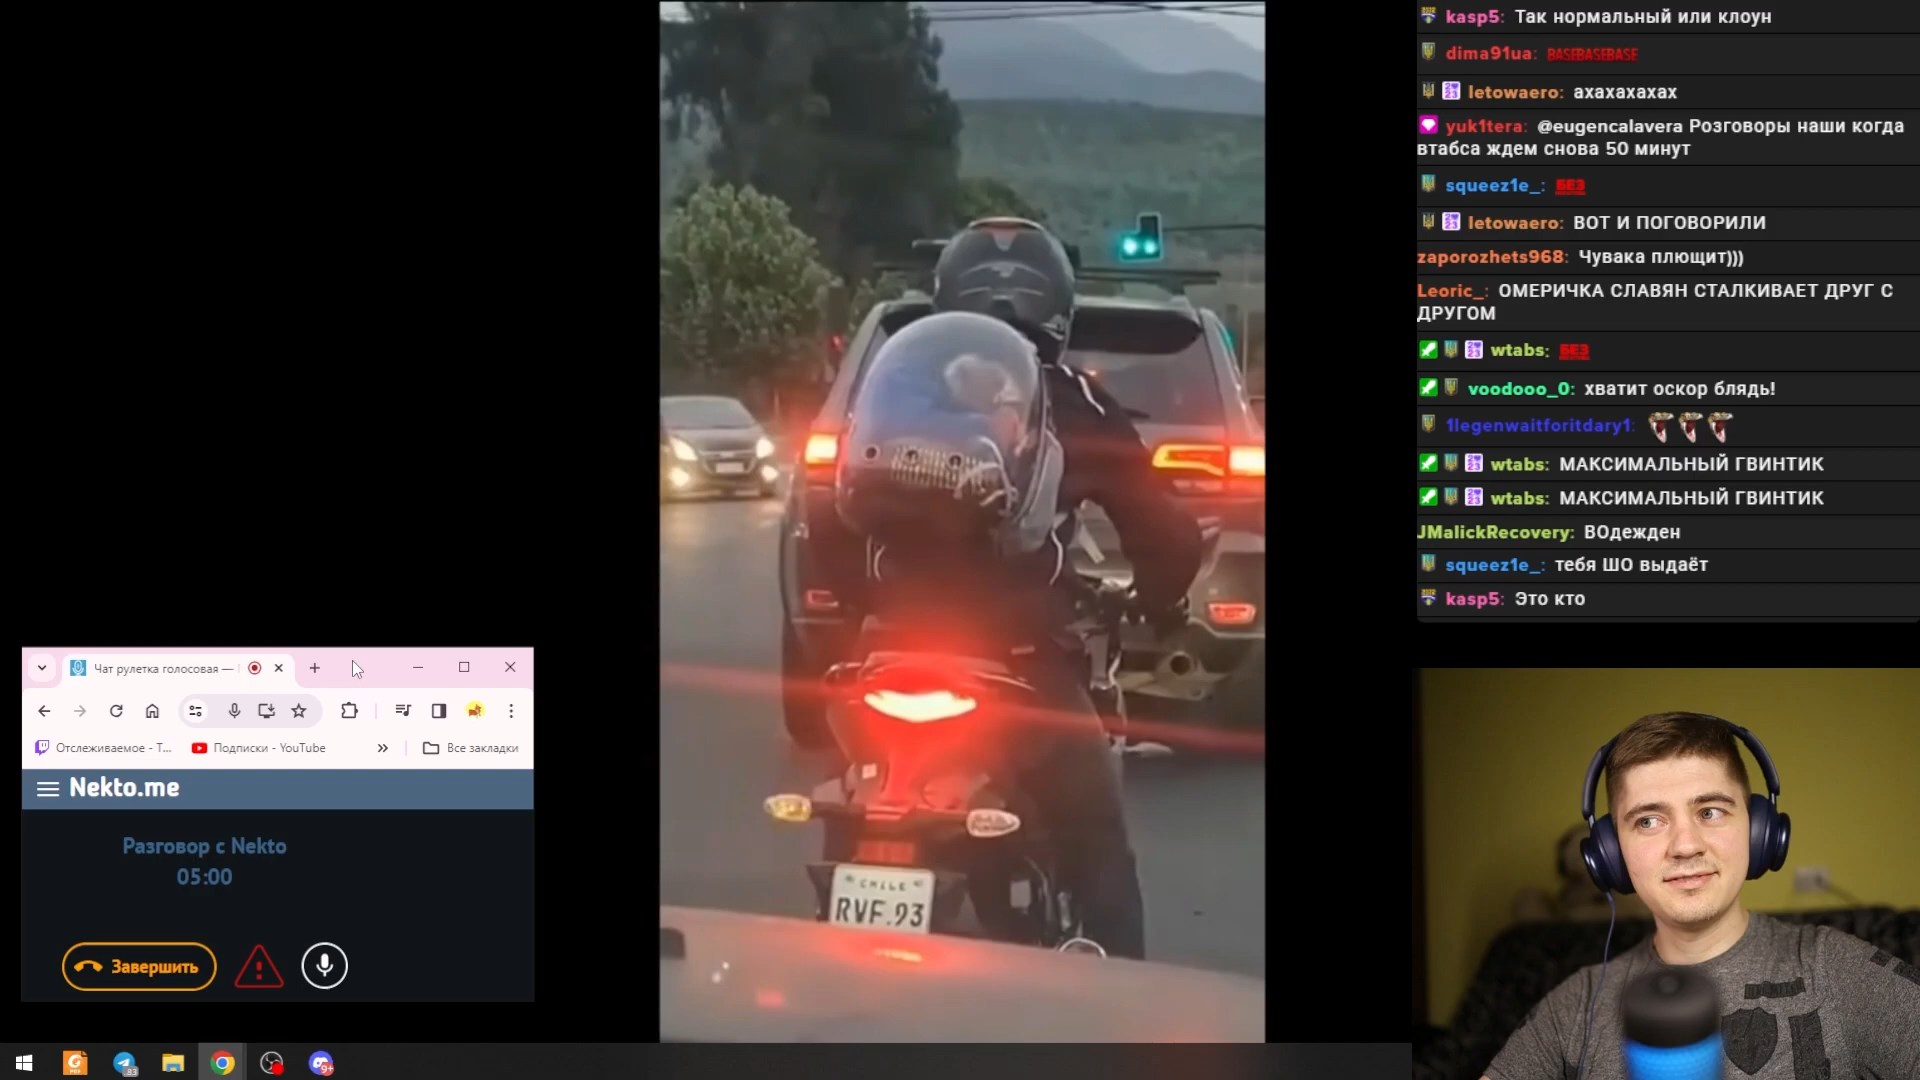 kasp5: Так нормальный или клоун
dima91ua: BASEBASEBASE
letowaero: ахахахахах
yuk1tera: @eugencalavera Розговоры наши когда
втабса ждем снова 50 минут
squeez1e_: БЕЗ
letowaero: ВОТ И ПОГОВОРИЛИ
zaporozhets968: Чувака плющит)))
Leoric_: ОМЕРИЧКА СЛАВЯН СТАЛКИВАЕТ ДРУГ С
ДРУГОМ
wtabs: БЕЗ
voodooo_0: хватит оскор блядь!
1legenwaitforitdary1:
wtabs: МАКСИМАЛЬНЫЙ ГВИНТИК
wtabs: МАКСИМАЛЬНЫЙ ГВИНТИК
JMalickRecovery: ВОдежден
squeez1e_: тебя ШО выдаёт
kasp5: Это кто
Чат рулетка голосовая —
Отслеживаемое - Т...
Подписки - YouTube
Все закладки
Nekto.me
Разговор с Nekto
05:00
Завершить
CHILE
RVF.93
83
9+